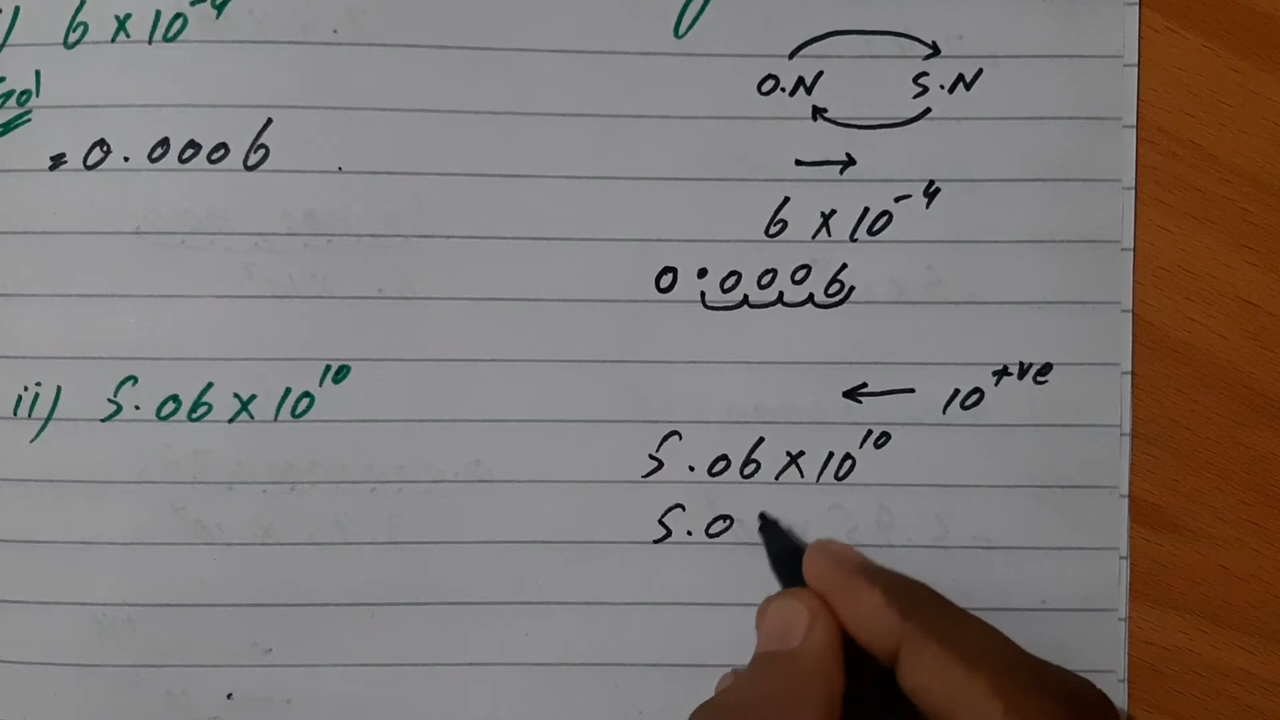 i) 6 × 10⁻⁴
Sol
= 0.0006
O.N S.N
6 × 10⁻⁴
0.0006
ii) 5.06 × 10¹⁰
10⁺ᵛᵉ
5.06 × 10¹⁰
5.0